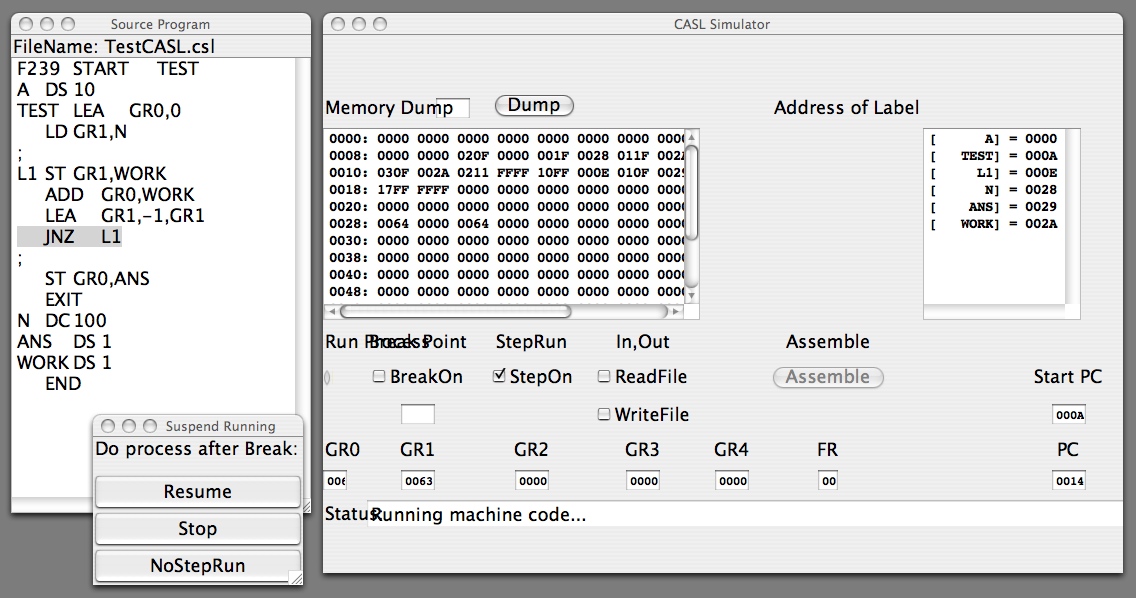 Source Program
FileName: TestCASL.csl
F239 START TEST
A DS 10
TEST LEA GR0,0
LD GR1,N
;
L1 ST GR1,WORK
ADD GR0,WORK
LEA GR1,-1,GR1
JNZ L1
;
ST GR0,ANS
EXIT
N DC 100
ANS DS 1
WORK DS 1
END
Suspend Running
Do process after Break:
Resume
Stop
NoStepRun
CASL Simulator
Memory Dump Dump Address of Label
0000: 0000 0000 0000 0000 0000 0000 0000 000
0008: 0000 0000 020F 0000 001F 0028 011F 002
0010: 030F 002A 0211 FFFF 10FF 000E 010F 002
0018: 17FF FFFF 0000 0000 0000 0000 0000 000
0020: 0000 0000 0000 0000 0000 0000 0000 000
0028: 0064 0000 0064 0000 0000 0000 0000 000
0030: 0000 0000 0000 0000 0000 0000 0000 000
0038: 0000 0000 0000 0000 0000 0000 0000 000
0040: 0000 0000 0000 0000 0000 0000 0000 000
0048: 0000 0000 0000 0000 0000 0000 0000 000
[ A] = 0000
[ TEST] = 000A
[ L1] = 000E
[ N] = 0028
[ ANS] = 0029
[ WORK] = 002A
Run Process Break Point StepRun In,Out Assemble
BreakOn StepOn ReadFile Assemble Start PC
WriteFile 000A
GR0 GR1 GR2 GR3 GR4 FR PC
006 0063 0000 0000 0000 00 0014
Status: Running machine code...